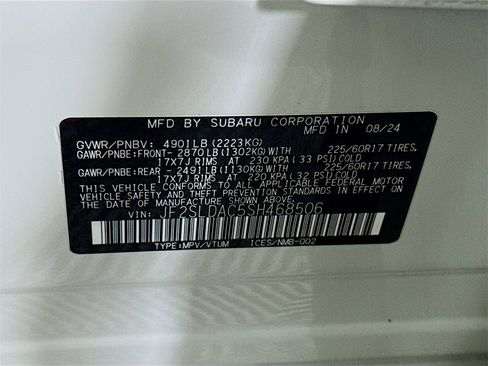 MFD BY SUBARU CORPORATION
MFD IN 08/24
GVWR/PNBV: 4901LB(2223KG)
GAWR/PNBE:FRONT- 2870LB(1302KG) WITH 225/60R17 TIRES,
17X7J RIMS AT 230 KPA(33 PSI)COLD
GAWR/PNBE:REAR - 2491LB(1130KG) WITH 225/60R17 TIRES,
17X7J RIMS AT 220 KPA(32 PSI)COLD
THIS VEHICLE CONFORMS TO ALL APPLICABLE FEDERAL MOTOR
VEHICLE SAFETY AND THEFT PREVENTION STANDARDS IN EFFECT ON
THE DATE OF MANUFACTURE SHOWN ABOVE.
VIN: JF2SLDAC5SH468506
TYPE:MPV/VTUM ICES/NMB-002